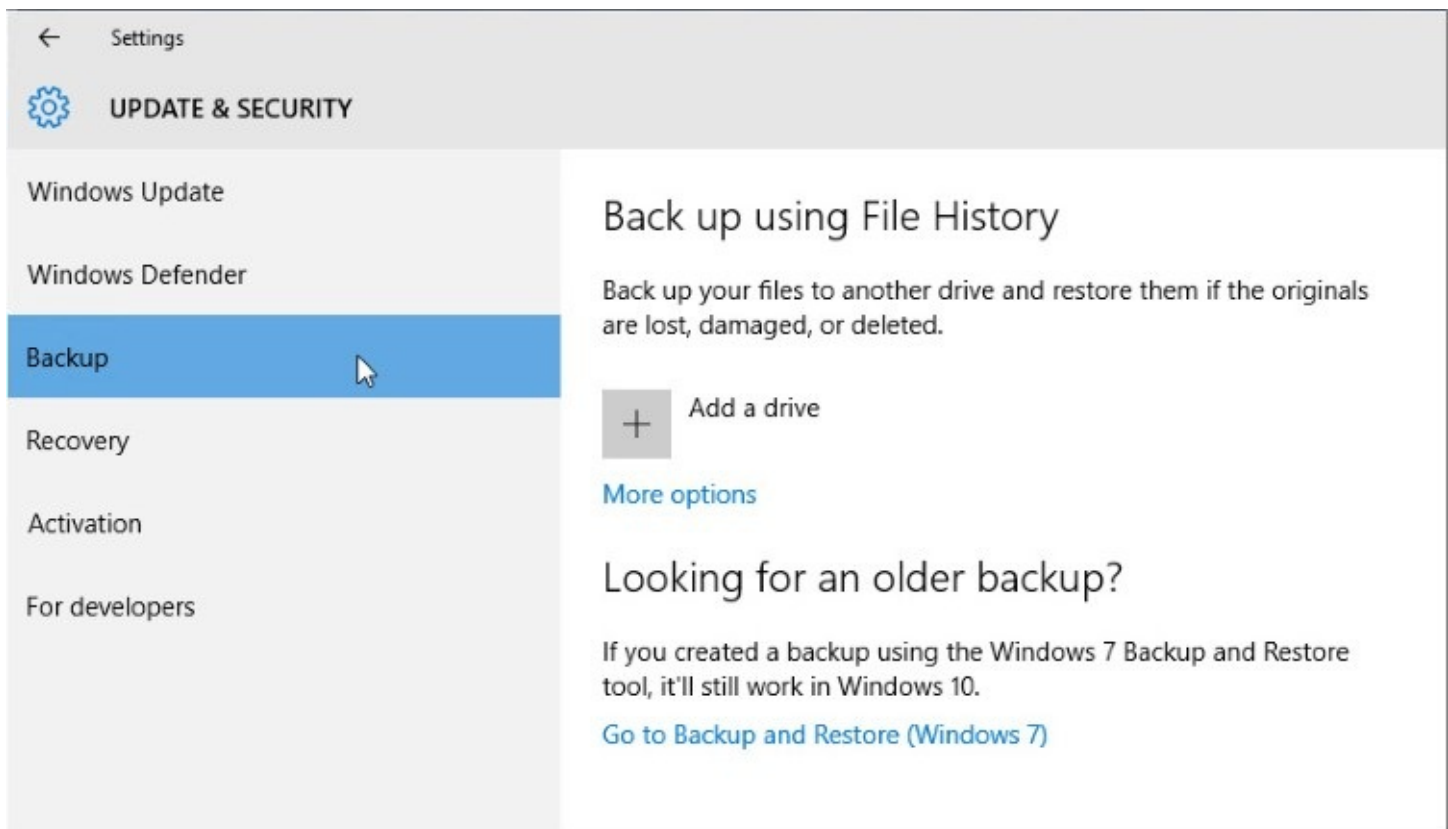 Settings
UPDATE & SECURITY
Windows Update
Windows Defender
Backup
Recovery
Activation
For developers
Back up using File History
Back up your files to another drive and restore them if the originals
are lost, damaged, or deleted.
Add a drive
More options
Looking for an older backup?
If you created a backup using the Windows 7 Backup and Restore
tool, it'll still work in Windows 10.
Go to Backup and Restore (Windows 7)